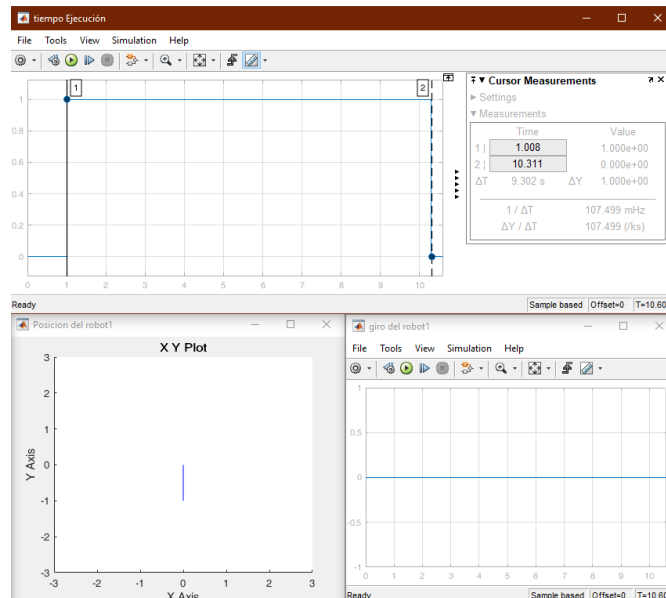 tiempo Ejecución
File Tools View Simulation Help
1 2
1
0.8
0.6
0.4
0.2
0
0 1 2 3 4 5 6 7 8 9 10
Cursor Measurements
Settings
Measurements
Time Value
1 | 1.008 1.000e+00
2 ¦ 10.311 0.000e+00
ΔT 9.302 s ΔY 1.000e+00
1 / ΔT 107.499 mHz
ΔY / ΔT 107.499 (/ks)
Ready Sample based Offset=0 T=10.60
Posicion del robot1
X Y Plot
3
2
1
0
-1
-2
-3
Y Axis
-3 -2 -1 0 1 2 3
X Axis
giro del robot1
File Tools View Simulation Help
1
0.5
0
-0.5
-1
0 1 2 3 4 5 6 7 8 9 10
Ready Sample based Offset=0 T=10.60